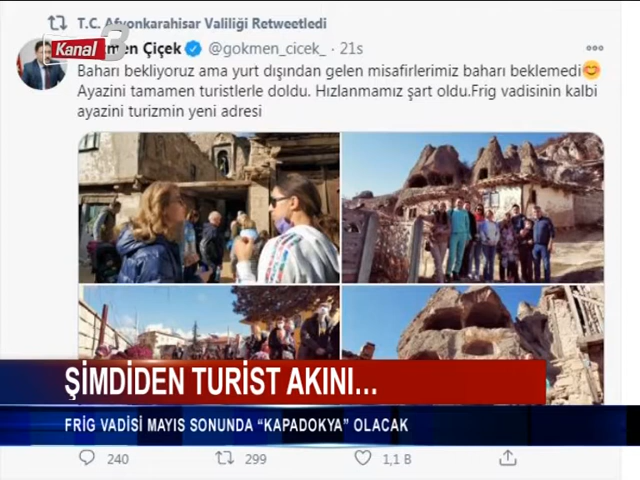 T.C. Afyonkarahisar Valiliği Retweetledi
Kanal 3
kmen Çiçek @gokmen_cicek_ · 21s
Baharı bekliyoruz ama yurt dışından gelen misafirlerimiz baharı beklemedi😊
Ayazini tamamen turistlerle doldu. Hızlanmamız şart oldu.Frig vadisinin kalbi
ayazini turizmin yeni adresi
ŞİMDİDEN TURİST AKINI...
FRİG VADİSİ MAYIS SONUNDA “KAPADOKYA” OLACAK
240 299 1,1 B